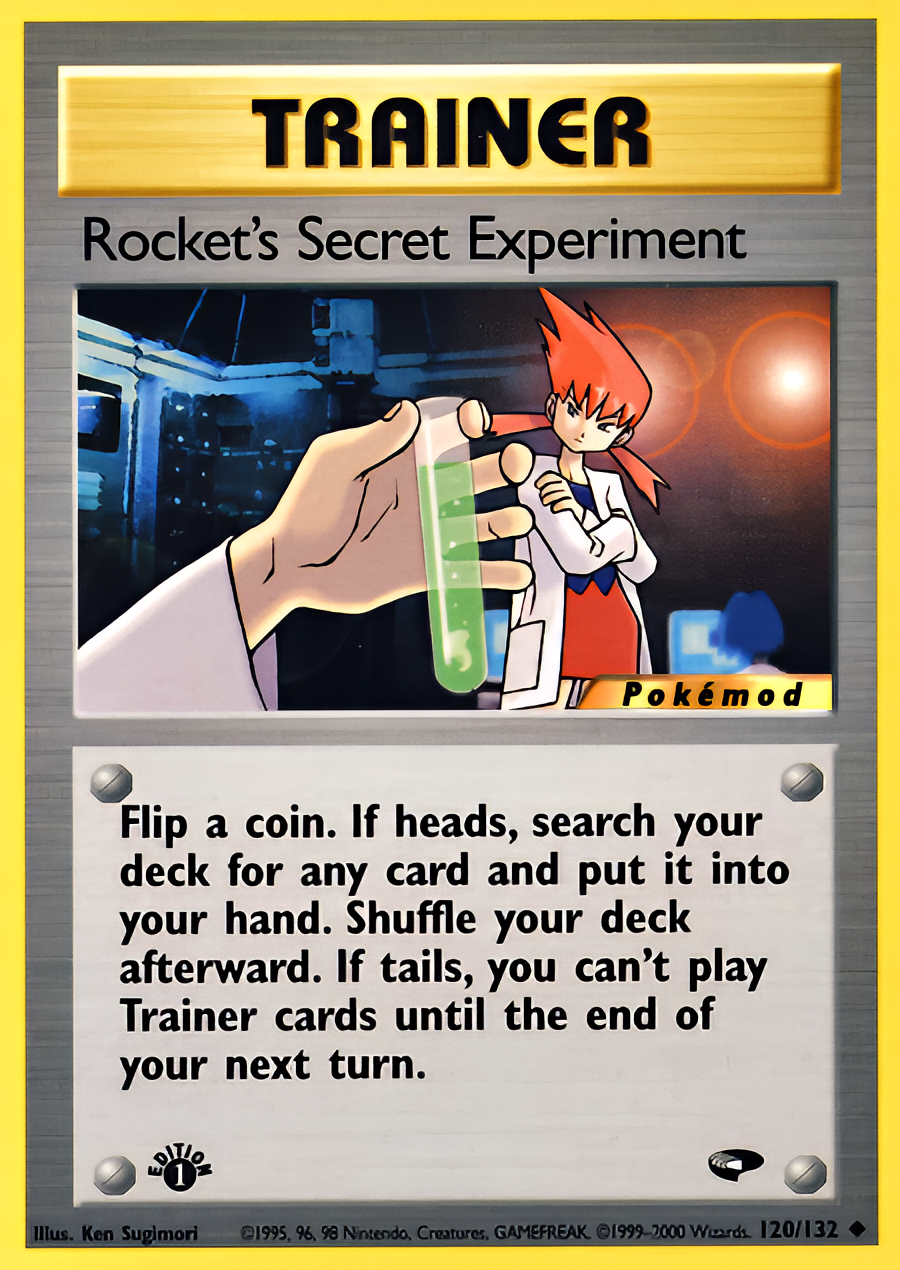 TRAINER
Rocket's Secret Experiment
Pokémod
Flip a coin. If heads, search your
deck for any card and put it into
your hand. Shuffle your deck
afterward. If tails, you can't play
Trainer cards until the end of
your next turn.
EDITION
1
Illus. Ken Sugimori ©1995, 96, 98 Nintendo, Creatures, GAMEFREAK. ©1999-2000 Wizards. 120/132